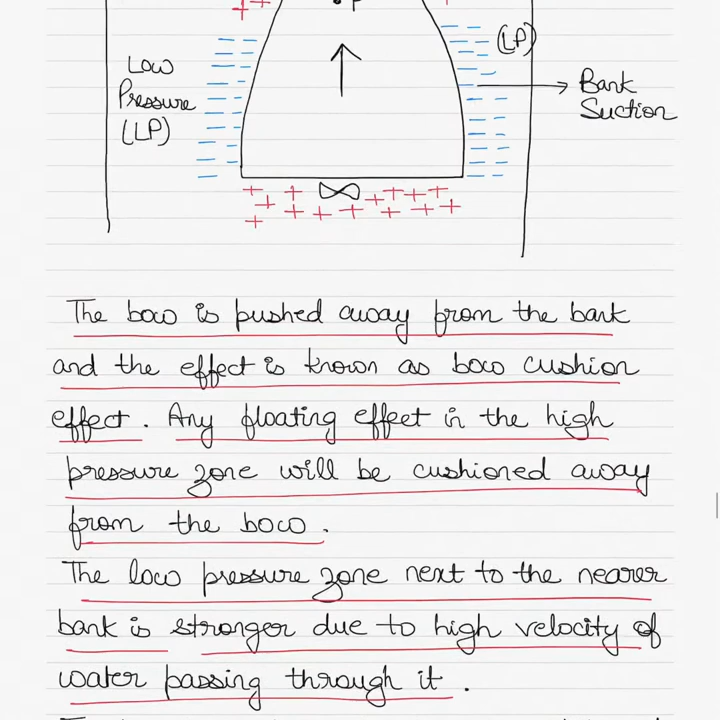 P
(LP)
Low
Pressure
(LP)
Bank
Suction
The bow is pushed away from the bank
and the effect is known as bow cushion
effect. Any floating effect in the high
pressure zone will be cushioned away
from the bow.
The low pressure zone next to the nearer
bank is stronger due to high velocity of
water passing through it.